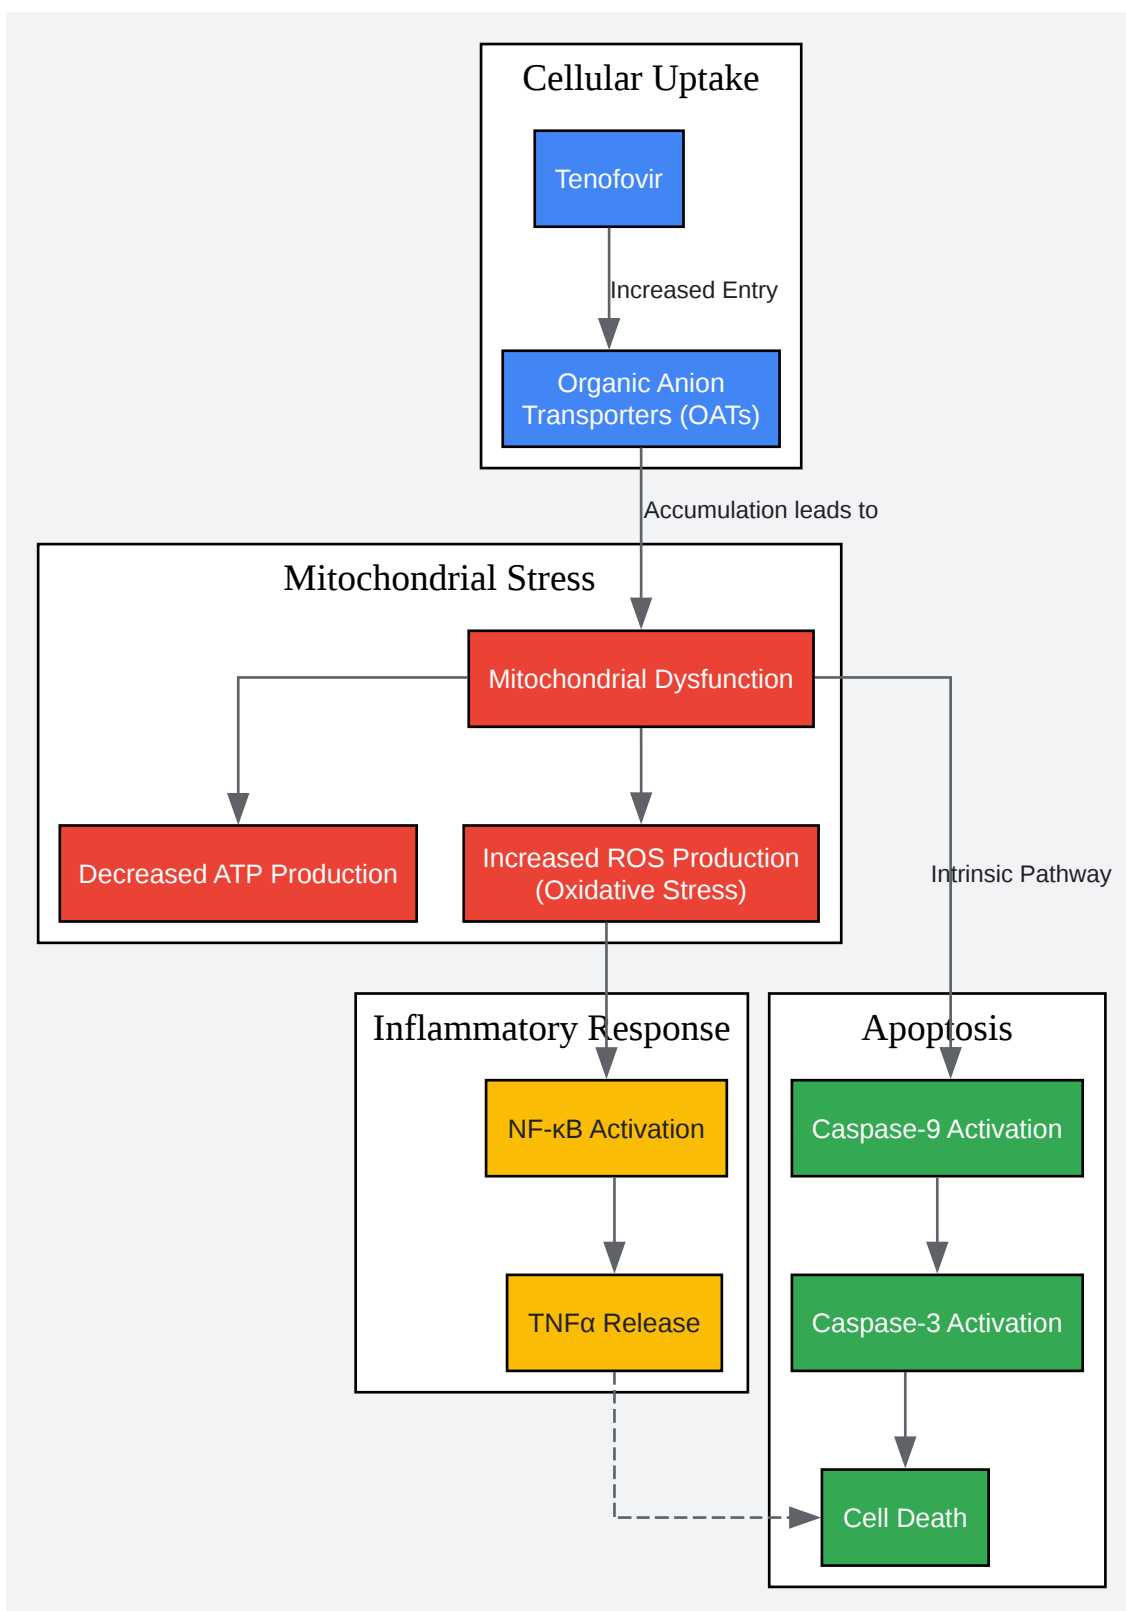 Cellular Uptake
Tenofovir
Increased Entry
Organic Anion
Transporters (OATs)
Accumulation leads to
Mitochondrial Stress
Mitochondrial Dysfunction
Decreased ATP Production
Increased ROS Production
(Oxidative Stress)
Intrinsic Pathway
Inflammatory Response
NF-κB Activation
TNFα Release
Apoptosis
Caspase-9 Activation
Caspase-3 Activation
Cell Death